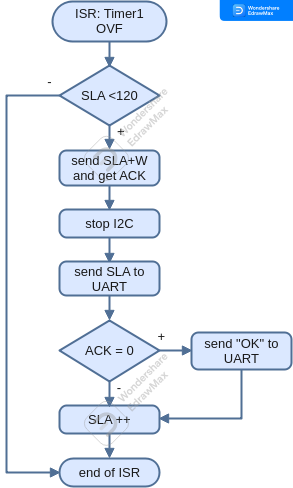 ISR: Timer1
OVF
Wondershare
EdrawMax
SLA <120
-
+
send SLA+W
and get ACK
Wondershare
EdrawMax
stop I2C
send SLA to
UART
ACK = 0
+
-
send "OK" to
UART
Wondershare
EdrawMax
SLA ++
end of ISR